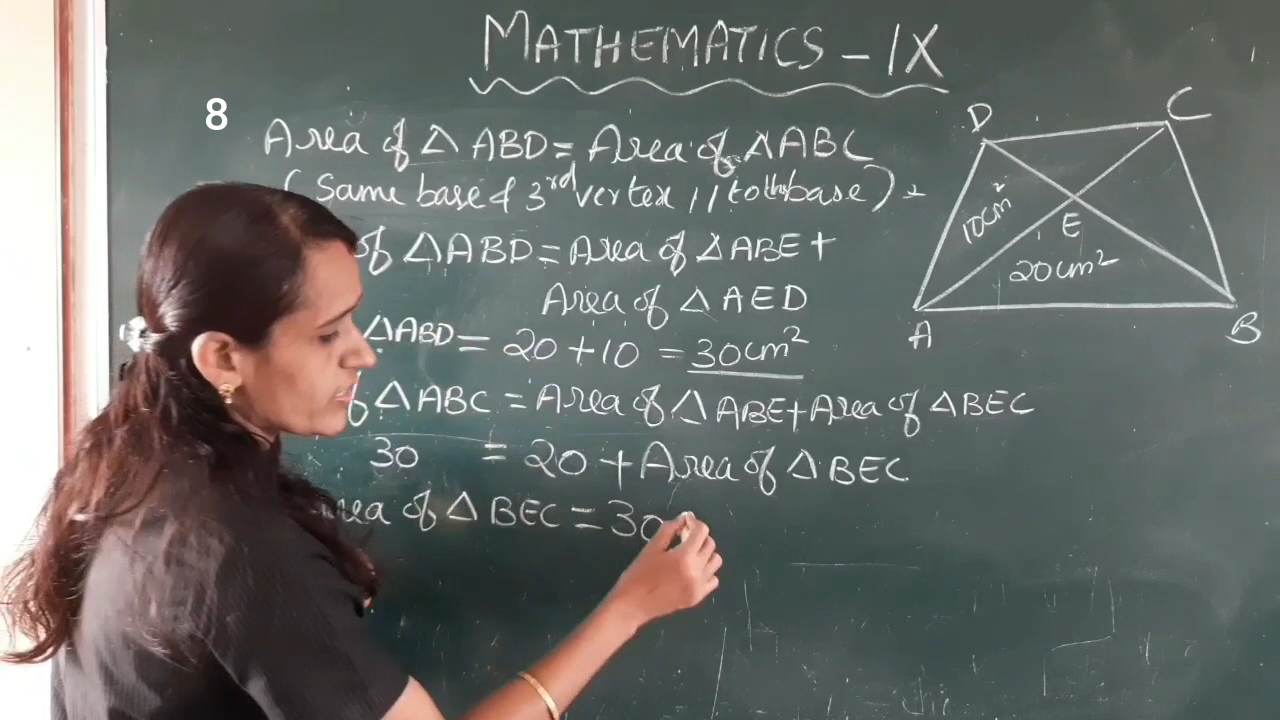 MATHEMATICS - IX
8
Area of △ ABD = Area of △ABC
(Same base & 3rd vertex // to the base)
of △ABD = Area of △ABE +
Area of △ AED
△ABD = 20 + 10 = 30cm²
of △ABC = Area of △ABE + Area of △BEC
30 = 20 + Area of △BEC
Area of △ BEC = 30
D
C
10cm²
E
20cm²
A
B